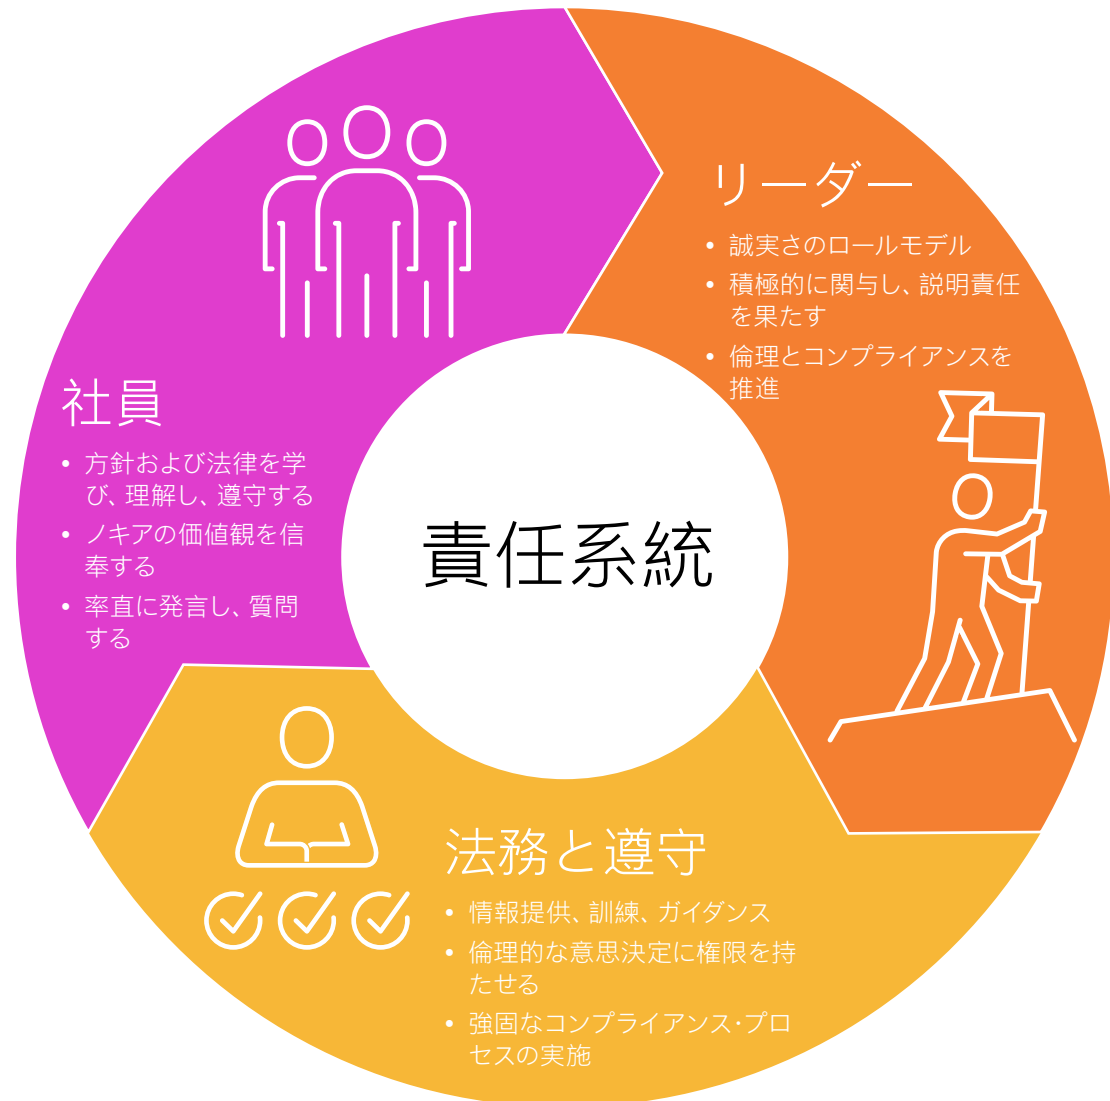 リーダー
• 誠実さのロールモデル
• 積極的に関与し、説明責任
を果たす
• 倫理とコンプライアンスを
推進
社員
• 方針および法律を学
び、理解し、遵守する
• ノキアの価値観を信
奉する
• 率直に発言し、質問
する
責任系統
法務と遵守
• 情報提供、訓練、ガイダンス
• 倫理的な意思決定に権限を持
たせる
• 強固なコンプライアンス・プロ
セスの実施